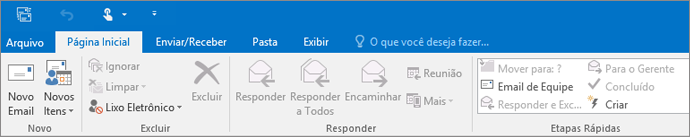 Arquivo Página Inicial Enviar/Receber Pasta Exibir O que você deseja fazer...
Novo Email
Novos Itens
Novo
Ignorar
Limpar
Lixo Eletrônico
Excluir
Excluir
Responder
Responder a Todos
Encaminhar
Reunião
Mais
Responder
Mover para: ?
Email de Equipe
Responder e Exc...
Para o Gerente
Concluído
Criar
Etapas Rápidas